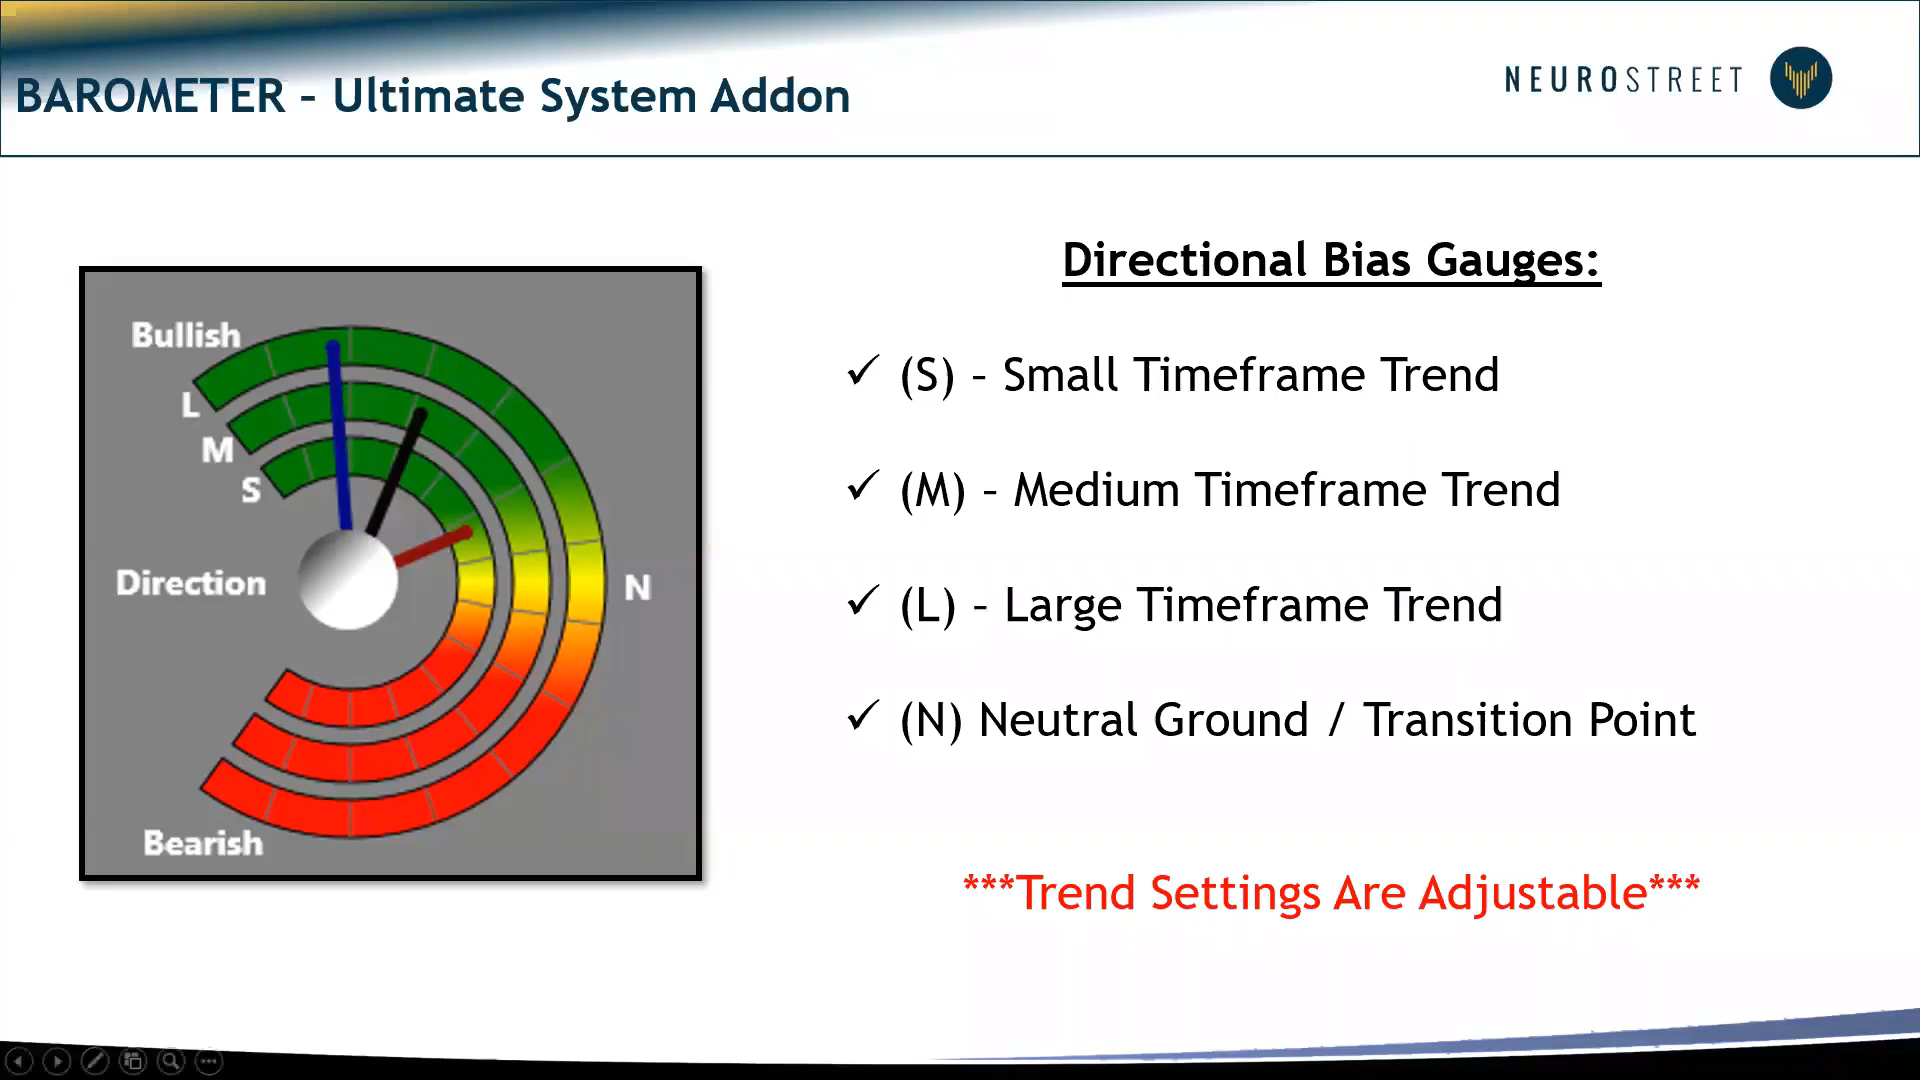 BAROMETER – Ultimate System Addon
NEUROSTREET
Directional Bias Gauges:
✓ (S) – Small Timeframe Trend
✓ (M) – Medium Timeframe Trend
✓ (L) – Large Timeframe Trend
✓ (N) Neutral Ground / Transition Point
***Trend Settings Are Adjustable***
Bullish
L
M
S
Direction
N
Bearish